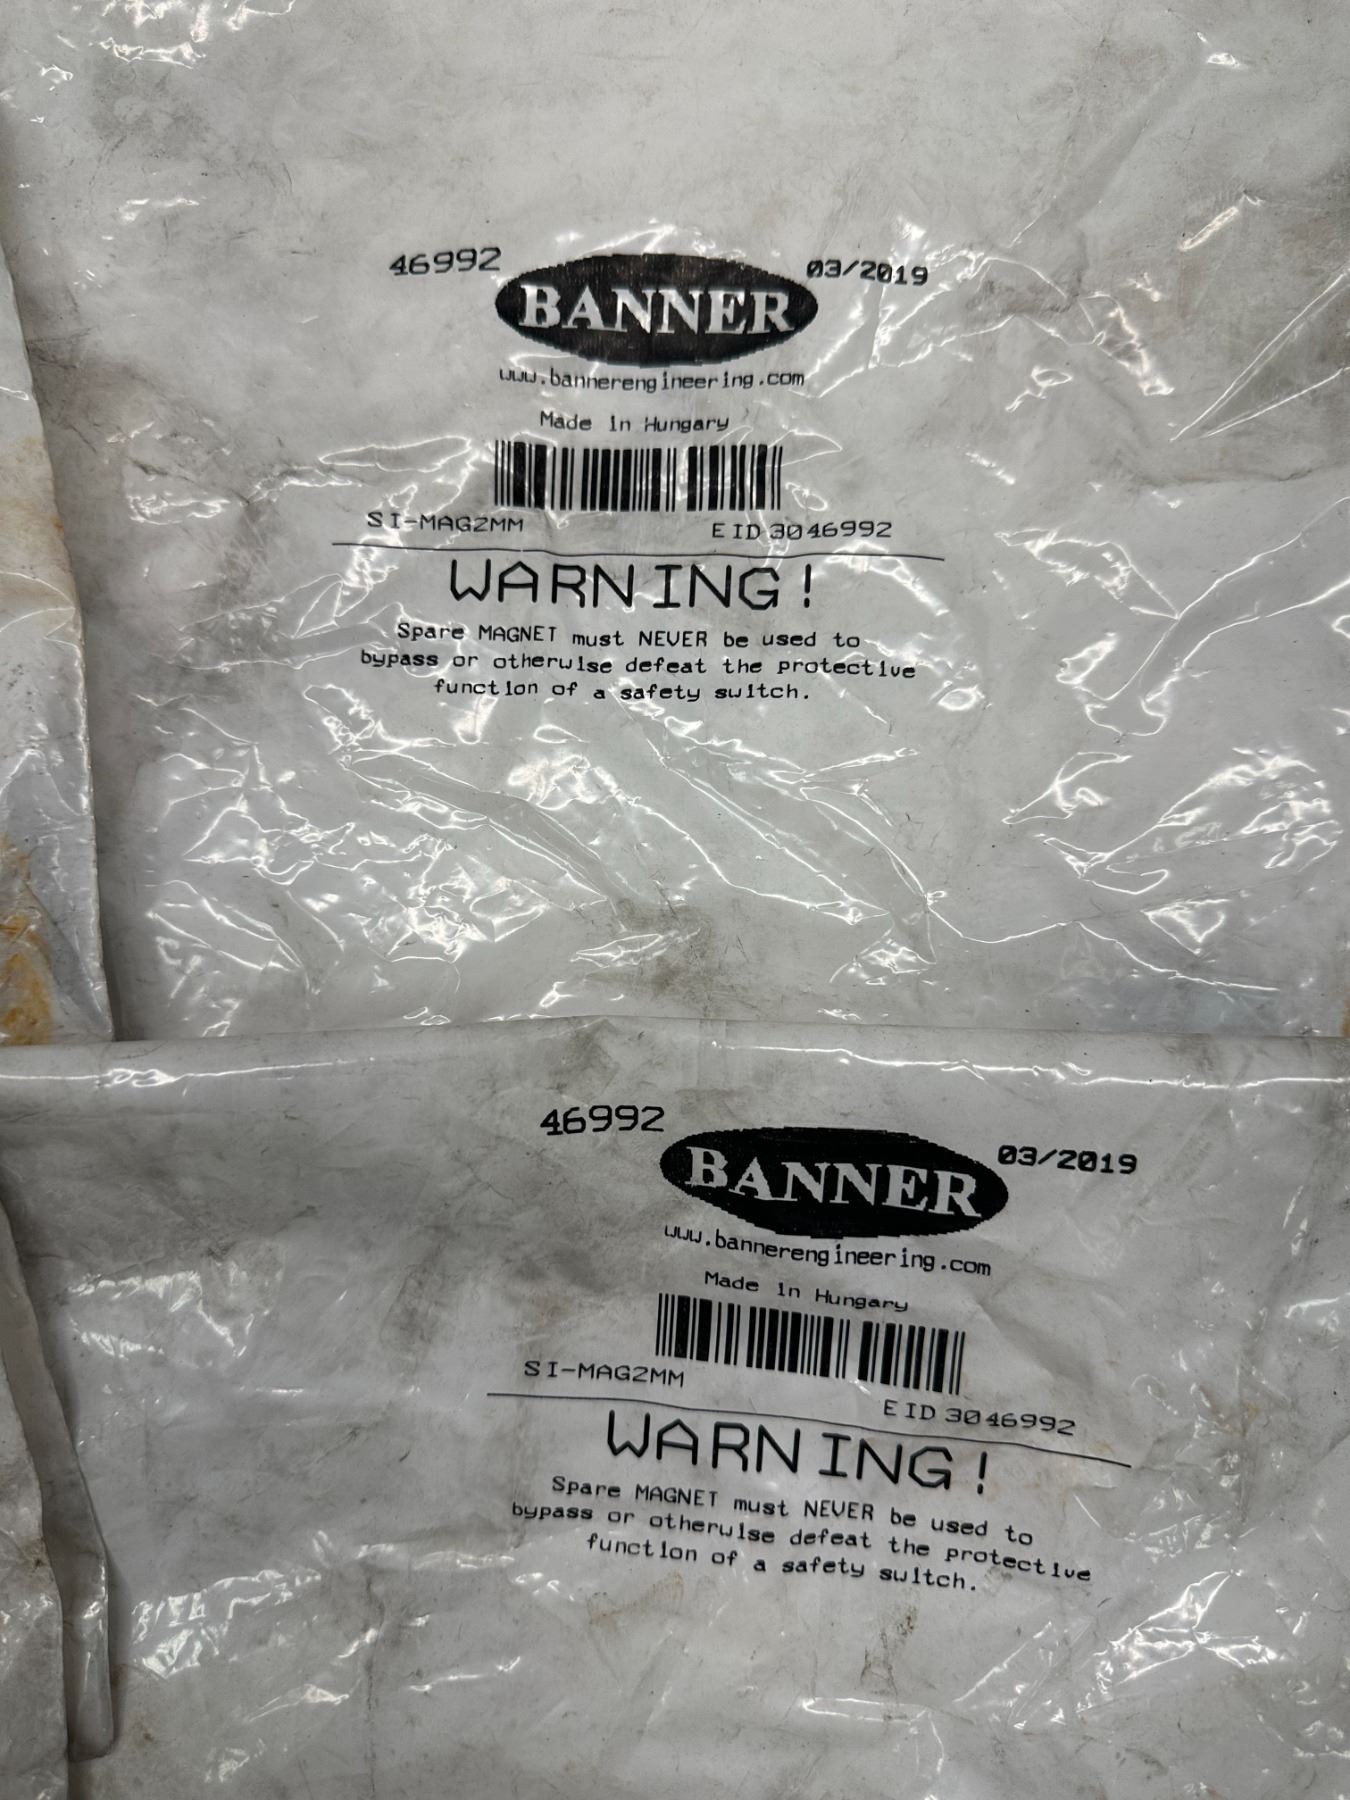 46992 BANNER 03/2019
www.bannerengineering.com
Made in Hungary
SI-MAG2MM EID 3046992
WARNING!
Spare MAGNET must NEVER be used to
bypass or otherwise defeat the protective
function of a safety switch.
46992 BANNER 03/2019
www.bannerengineering.com
Made in Hungary
SI-MAG2MM EID 3046992
WARNING!
Spare MAGNET must NEVER be used to
bypass or otherwise defeat the protective
function of a safety switch.